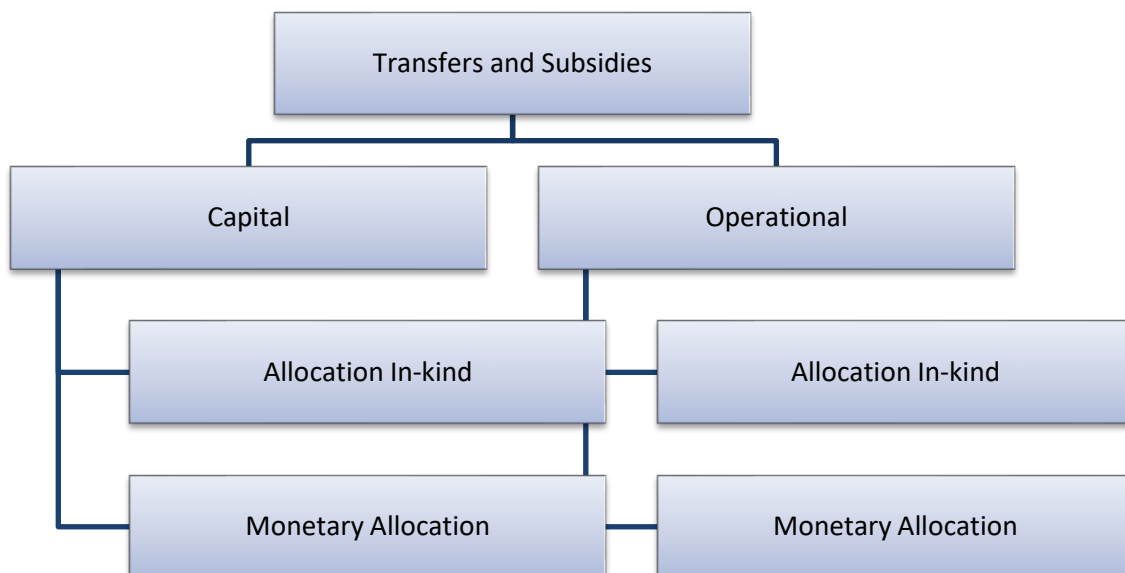 Transfers and Subsidies
Capital
Operational
Allocation In-kind
Allocation In-kind
Monetary Allocation
Monetary Allocation